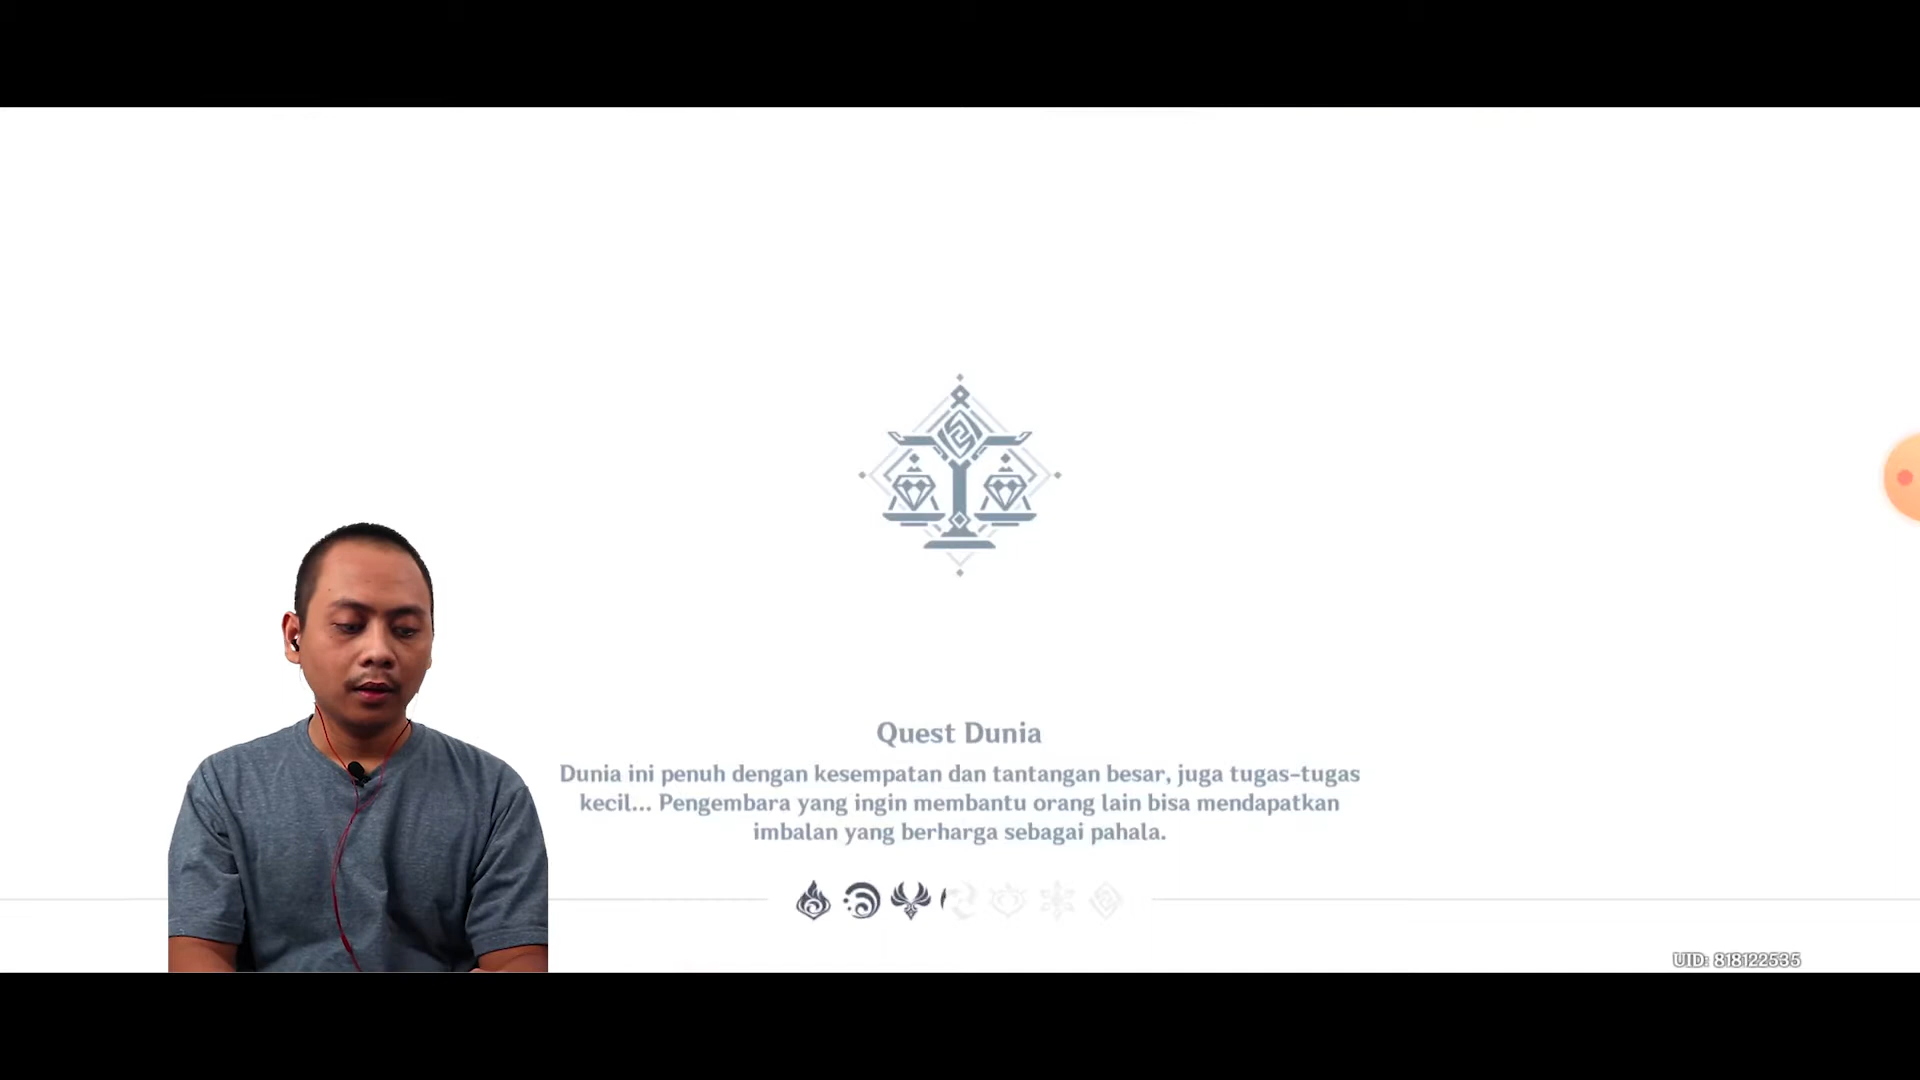 Quest Dunia
Dunia ini penuh dengan kesempatan dan tantangan besar, juga tugas-tugas
kecil... Pengembara yang ingin membantu orang lain bisa mendapatkan
imbalan yang berharga sebagai pahala.
UID: 818122535